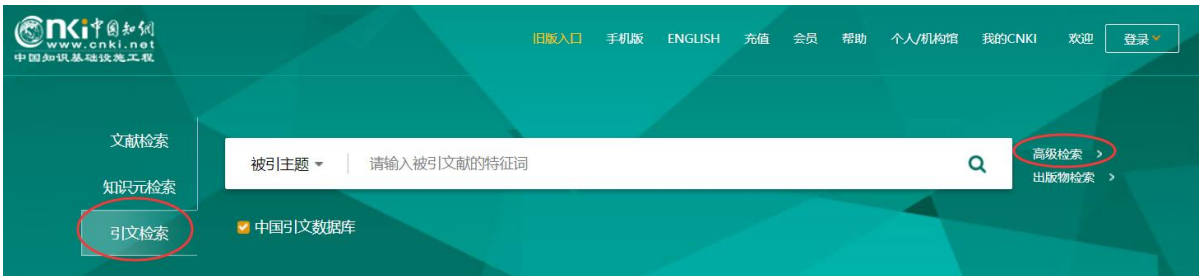 cnki中国知网
www.cnki.net
中国知识基础设施工程
旧版入口 手机版 ENGLISH 充值 会员 帮助 个人/机构馆 我的CNKI 欢迎 登录
文献检索
知识元检索
引文检索
被引主题 请输入被引文献的特征词
高级检索 >
出版物检索 >
中国引文数据库